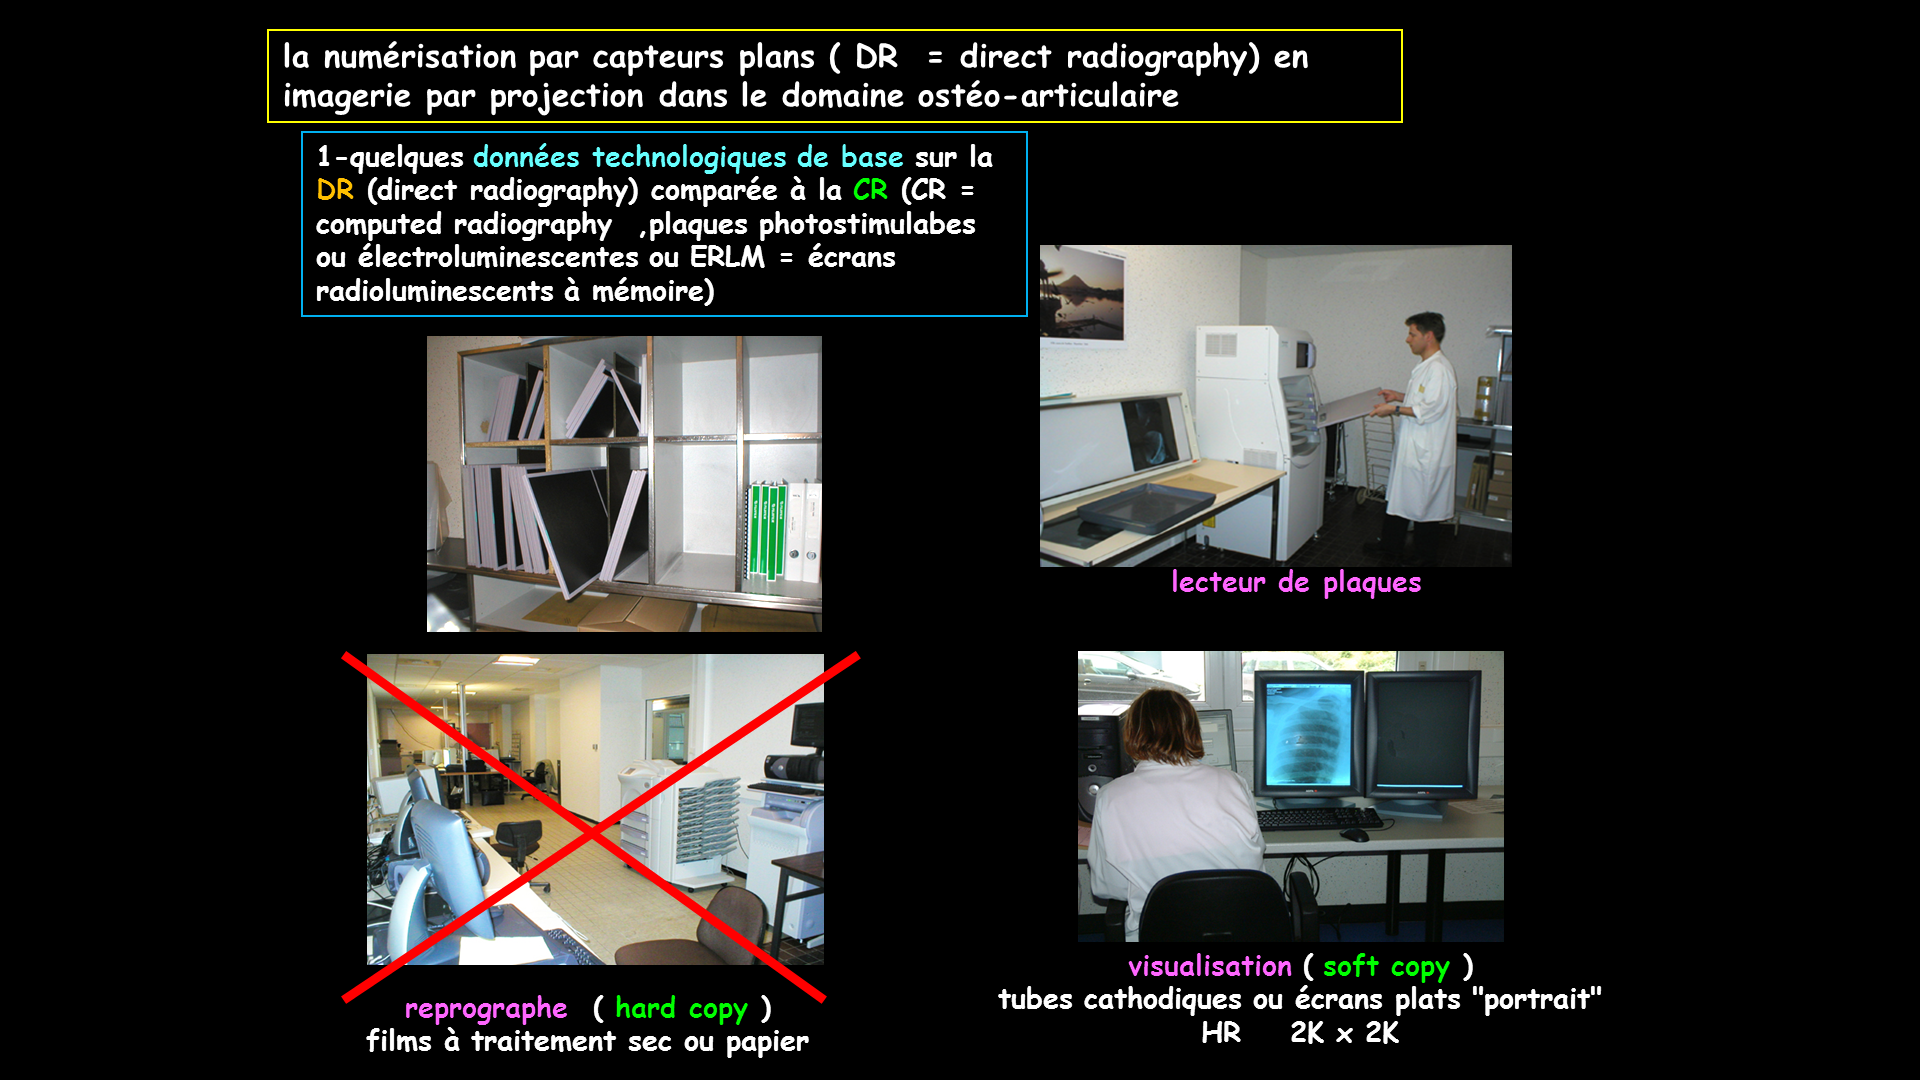 la numérisation par capteurs plans ( DR = direct radiography) en
imagerie par projection dans le domaine ostéo-articulaire
1-quelques données technologiques de base sur la
DR (direct radiography) comparée à la CR (CR =
computed radiography ,plaques photostimulabes
ou électroluminescentes ou ERLM = écrans
radioluminescents à mémoire)
lecteur de plaques
reprographe ( hard copy )
films à traitement sec ou papier
visualisation ( soft copy )
tubes cathodiques ou écrans plats "portrait"
HR 2K x 2K